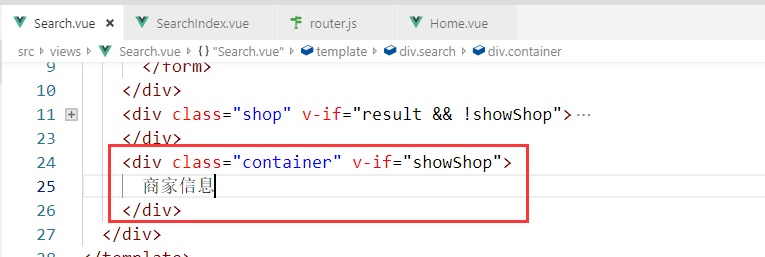 Search.vue × SearchIndex.vue router.js Home.vue
src > views > Search.vue > {} "Search.vue" > template > div.search > div.container
9 </form>
10 </div>
11 <div class="shop" v-if="result && !showShop">…
23 </div>
24 <div class="container" v-if="showShop">
25 商家信息
26 </div>
27 </div>
28 </template>